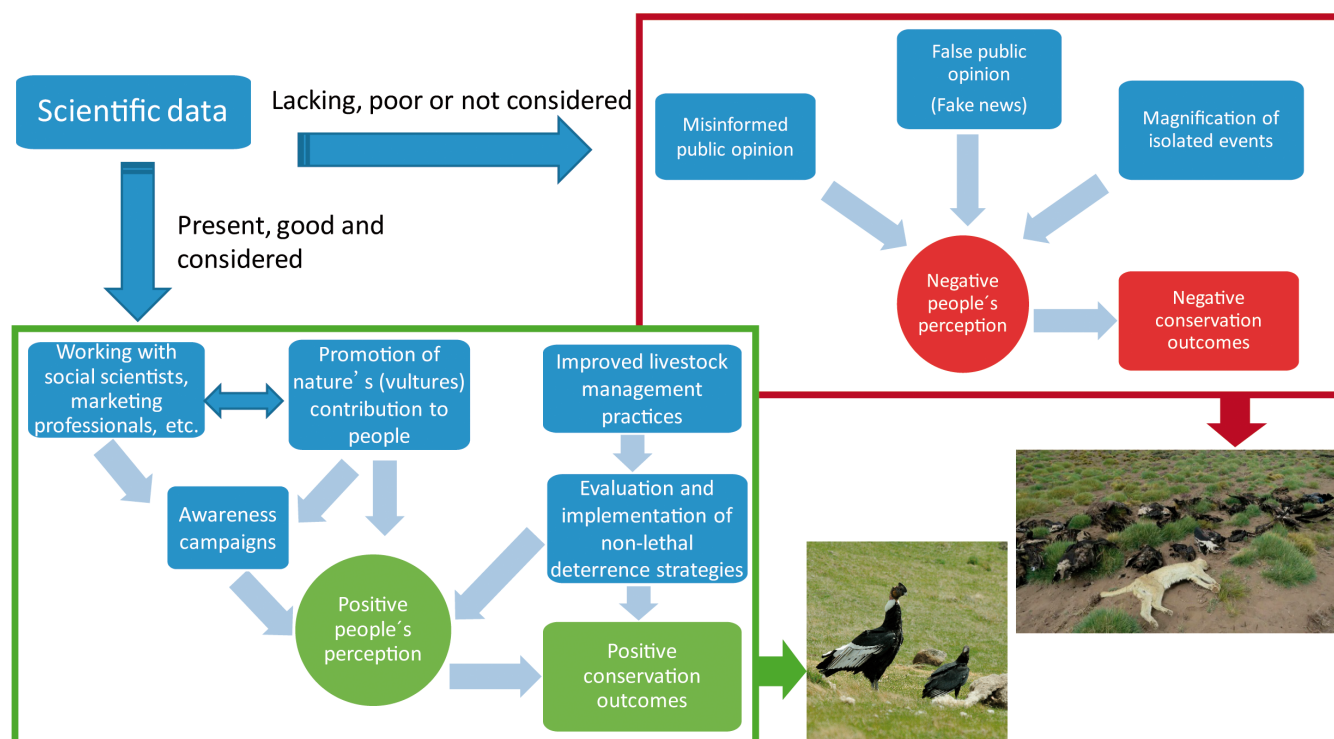 Scientific data
Lacking, poor or not considered
Present, good and
considered
Misinformed
public opinion
False public
opinion
(Fake news)
Magnification of
isolated events
Negative
people´s
perception
Negative
conservation
outcomes
Working with
social scientists,
marketing
professionals, etc.
Promotion of
nature’s (vultures)
contribution to
people
Improved livestock
management
practices
Awareness
campaigns
Evaluation and
implementation of
non-lethal
deterrence strategies
Positive
people´s
perception
Positive
conservation
outcomes